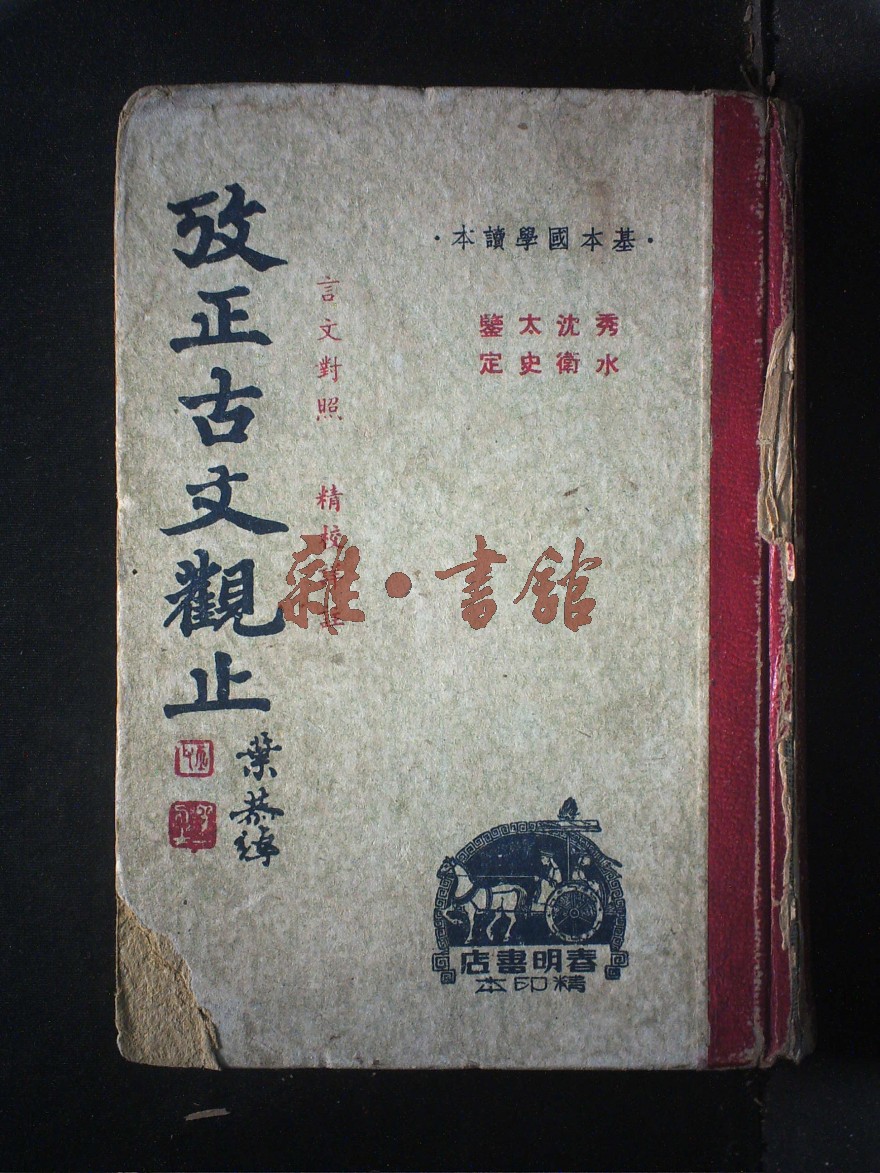 ·基本國學讀本·
秀水
沈衛
太史
鑒定
言文對照 精校
攷正古文觀止
葉恭綽
春明書店
精印本
雜·書館